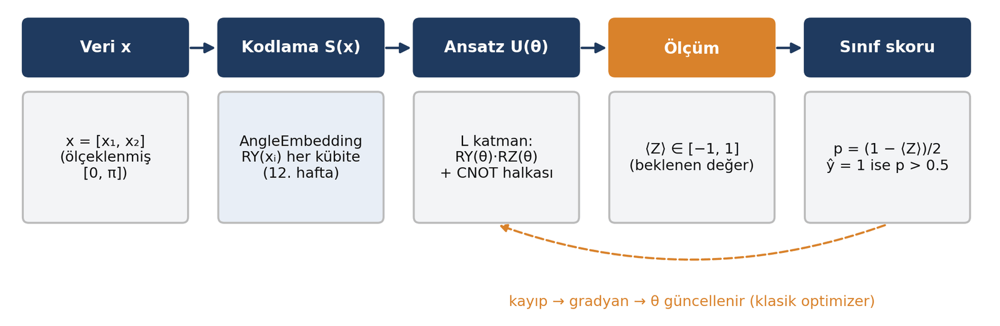 Veri x
Kodlama S(x)
Ansatz U(θ)
Ölçüm
Sınıf skoru
x = [x₁, x₂]
(ölçeklenmiş
[0, π])
AngleEmbedding
RY(xᵢ) her kübite
(12. hafta)
L katman:
RY(θ)·RZ(θ)
+ CNOT halkası
⟨Z⟩ ∈ [−1, 1]
(beklenen değer)
p = (1 − ⟨Z⟩)/2
ŷ = 1 ise p > 0.5
kayıp → gradyan → θ güncellenir (klasik optimizer)